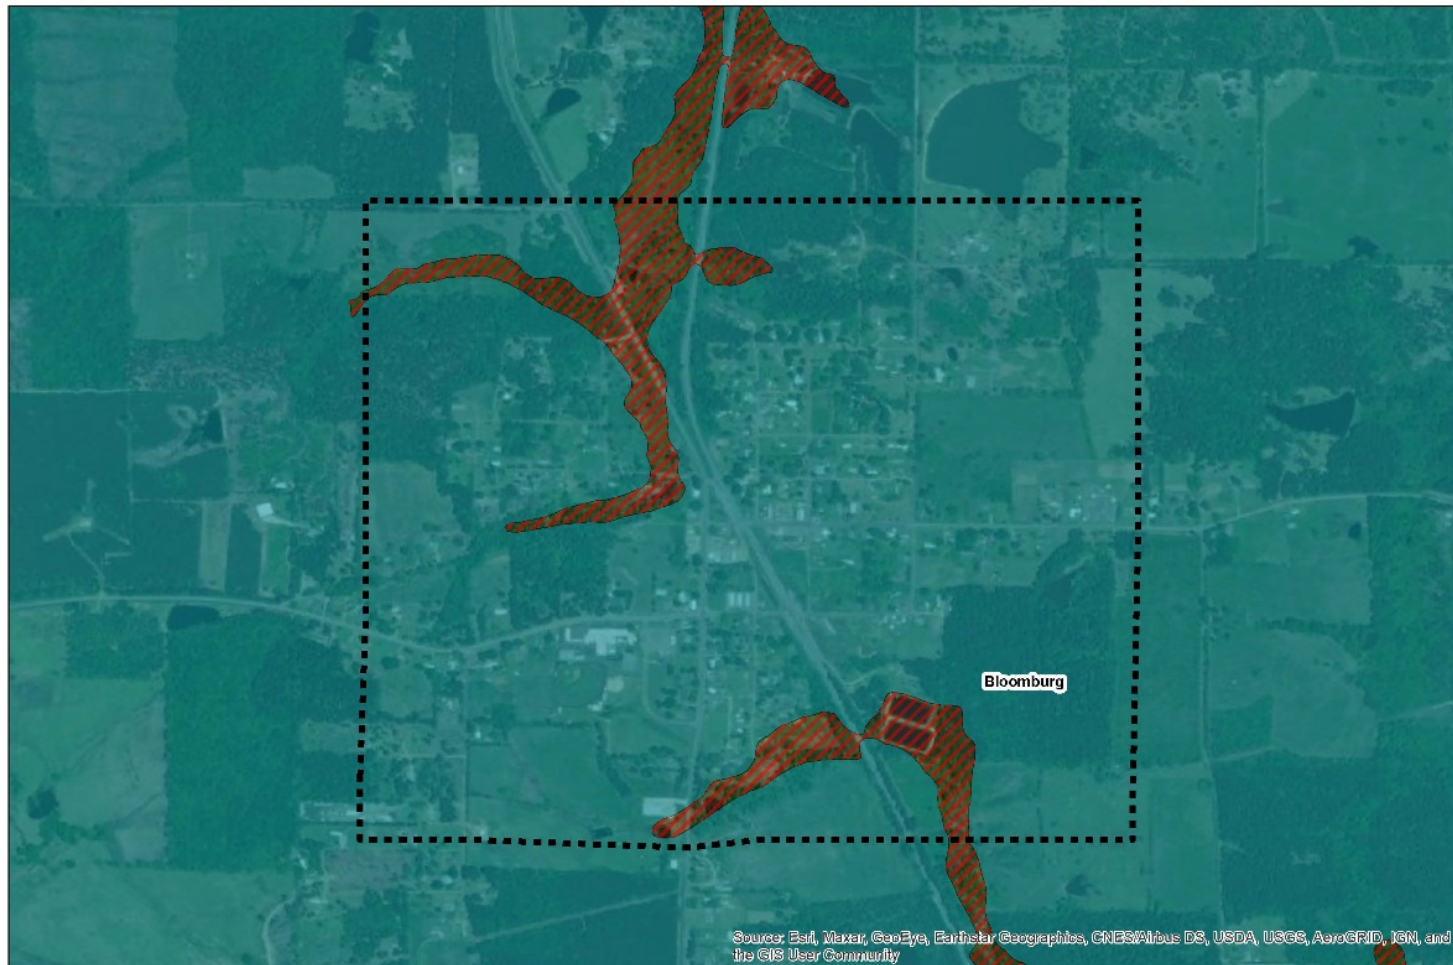 Bloomburg
Source: Esri, Maxar, GeoEye, Earthstar Geographics, CNES/Airbus DS, USDA, USGS, AeroGRID, IGN, and
the GIS User Community